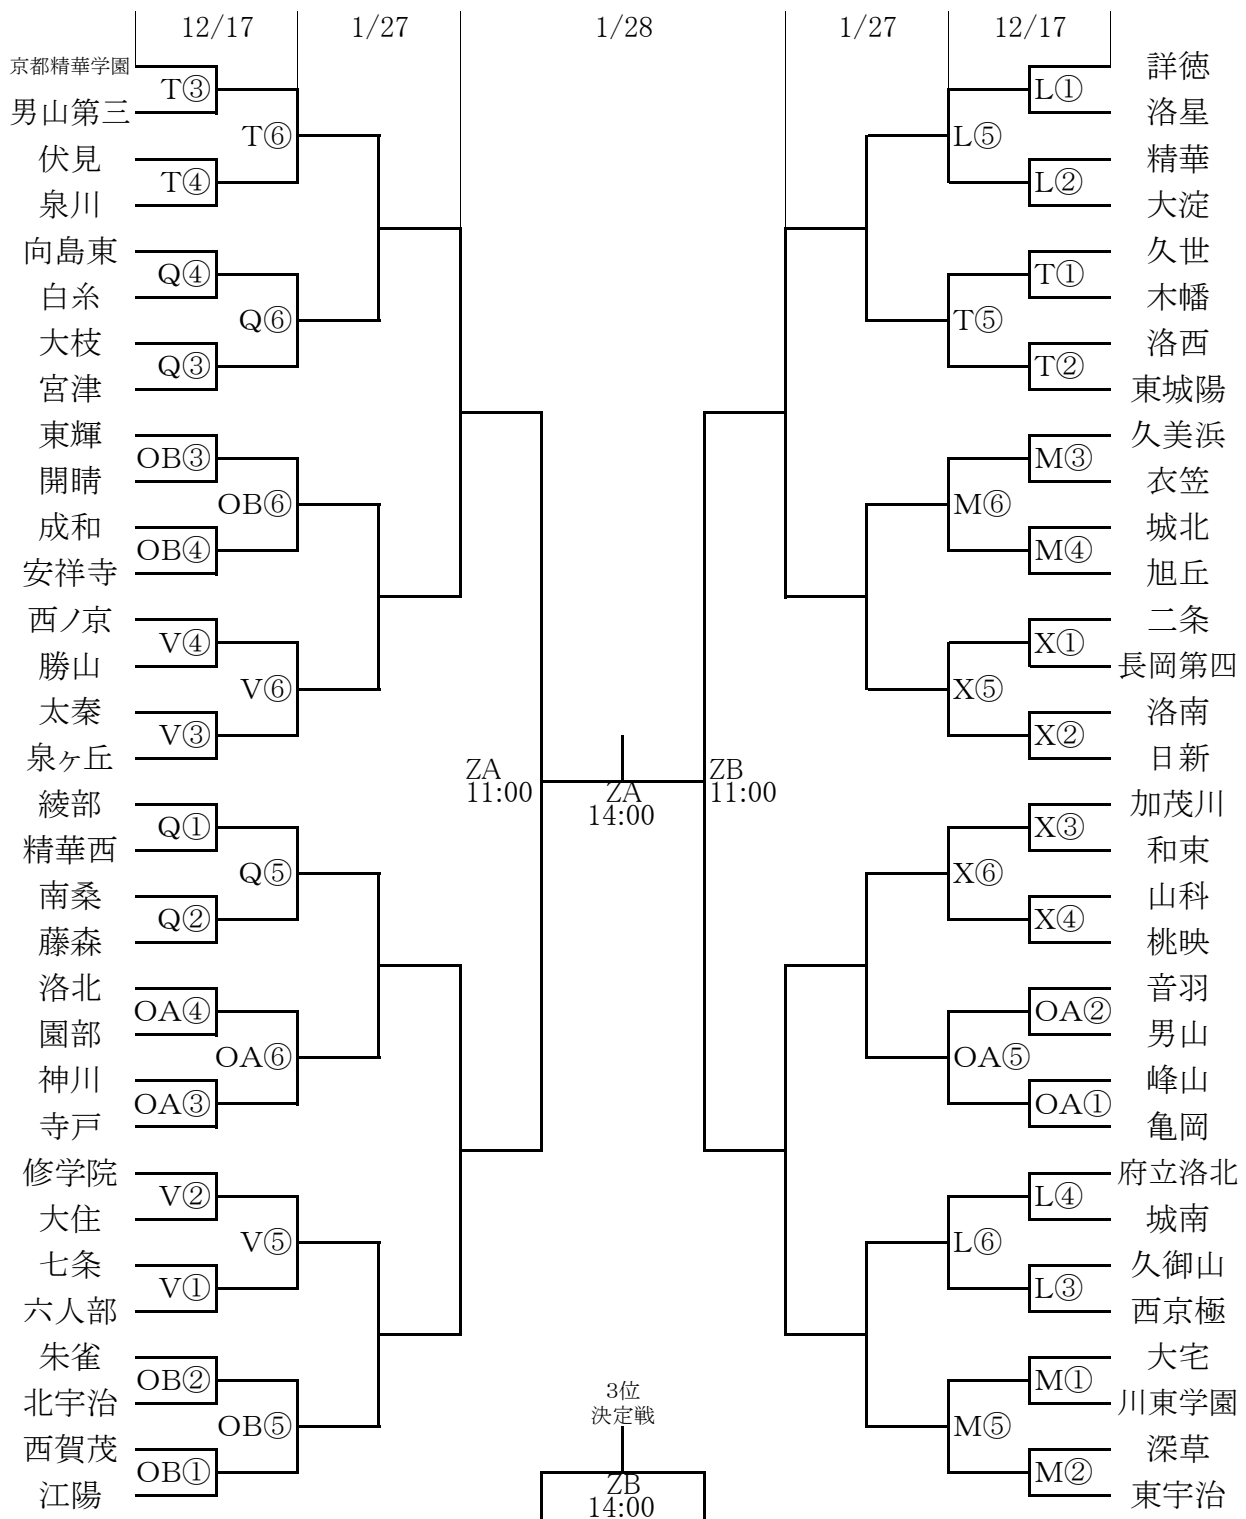 12/17 1/27 1/28 1/27 12/17
京都精華学園 詳徳
T③ L①
男山第三 洛星
T⑥ L⑤
伏見 精華
T④ L②
泉川 大淀
向島東 久世
Q④ T①
白糸 木幡
Q⑥ T⑤
大枝 洛西
Q③ T②
宮津 東城陽
東輝 久美浜
OB③ M③
開晴 衣笠
OB⑥ M⑥
成和 城北
OB④ M④
安祥寺 旭丘
西ノ京 二条
V④ X①
勝山 長岡第四
V⑥ X⑤
太秦 洛南
V③ X②
泉ヶ丘 日新
ZA ZB
11:00 ZA 11:00
14:00
綾部 加茂川
Q① X③
精華西 和束
Q⑤ X⑥
南桑 山科
Q② X④
藤森 桃映
洛北 音羽
OA④ OA②
園部 男山
OA⑥ OA⑤
神川 峰山
OA③ OA①
寺戸 亀岡
修学院 府立洛北
V② L④
大住 城南
V⑤ L⑥
七条 久御山
V① L③
六人部 西京極
朱雀 大宅
OB② M①
北宇治 川東学園
OB⑤ M⑤
西賀茂 深草
OB① M②
江陽 東宇治
3位
決定戦
ZB
14:00